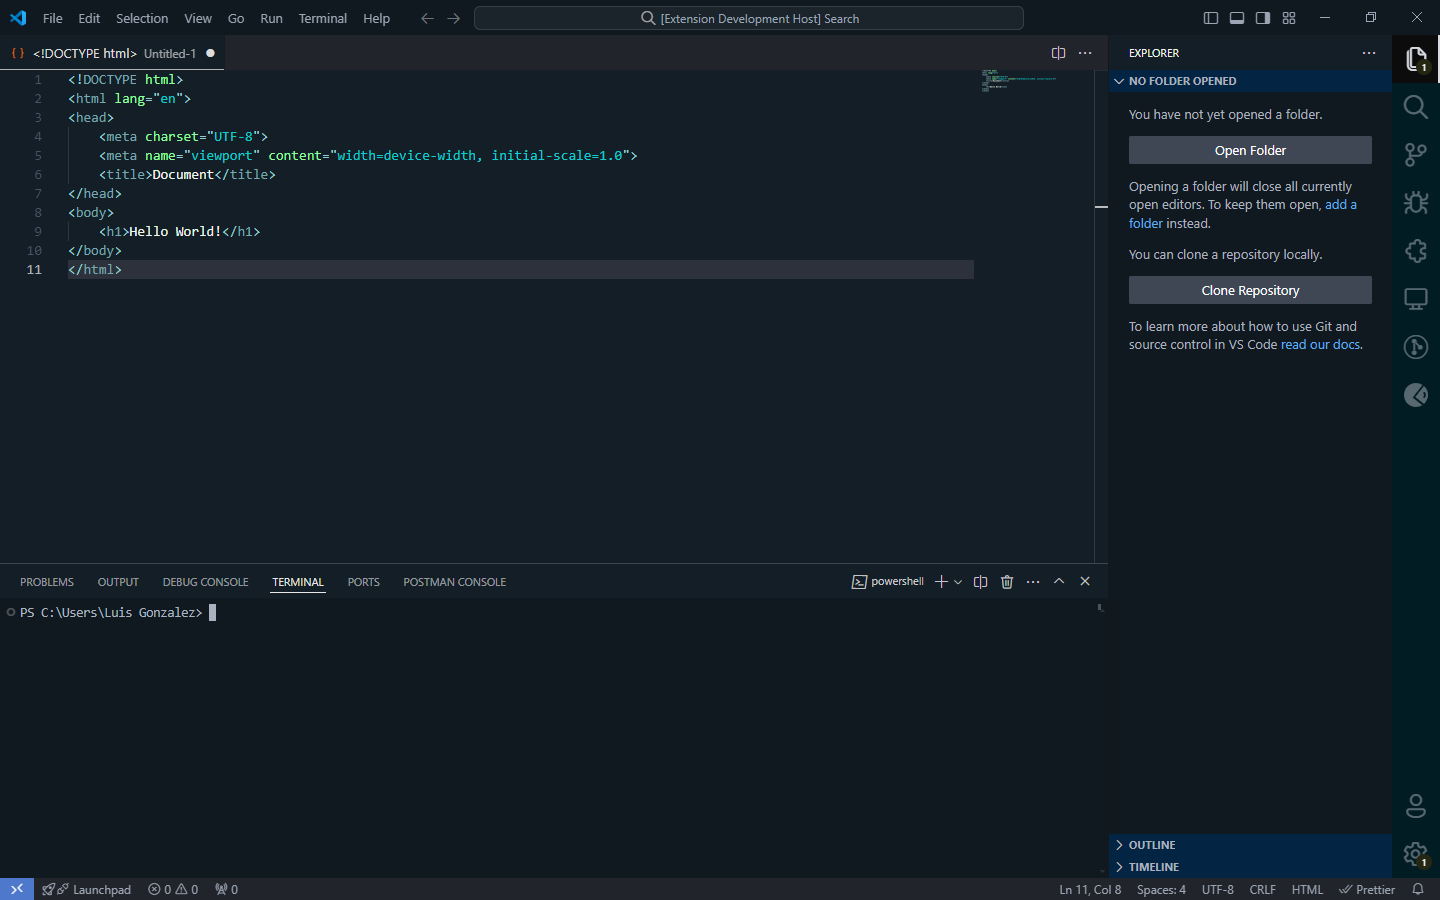 File Edit Selection View Go Run Terminal Help
[Extension Development Host] Search
<!DOCTYPE html> Untitled-1
1 <!DOCTYPE html>
2 <html lang="en">
3 <head>
4     <meta charset="UTF-8">
5     <meta name="viewport" content="width=device-width, initial-scale=1.0">
6     <title>Document</title>
7 </head>
8 <body>
9     <h1>Hello World!</h1>
10 </body>
11 </html>
EXPLORER
NO FOLDER OPENED
You have not yet opened a folder.
Open Folder
Opening a folder will close all currently
open editors. To keep them open, add a
folder instead.
You can clone a repository locally.
Clone Repository
To learn more about how to use Git and
source control in VS Code read our docs.
1
PROBLEMS OUTPUT DEBUG CONSOLE TERMINAL PORTS POSTMAN CONSOLE
powershell
PS C:\Users\Luis Gonzalez>
OUTLINE
TIMELINE
1
Launchpad 0 0 0
Ln 11, Col 8 Spaces: 4 UTF-8 CRLF HTML Prettier